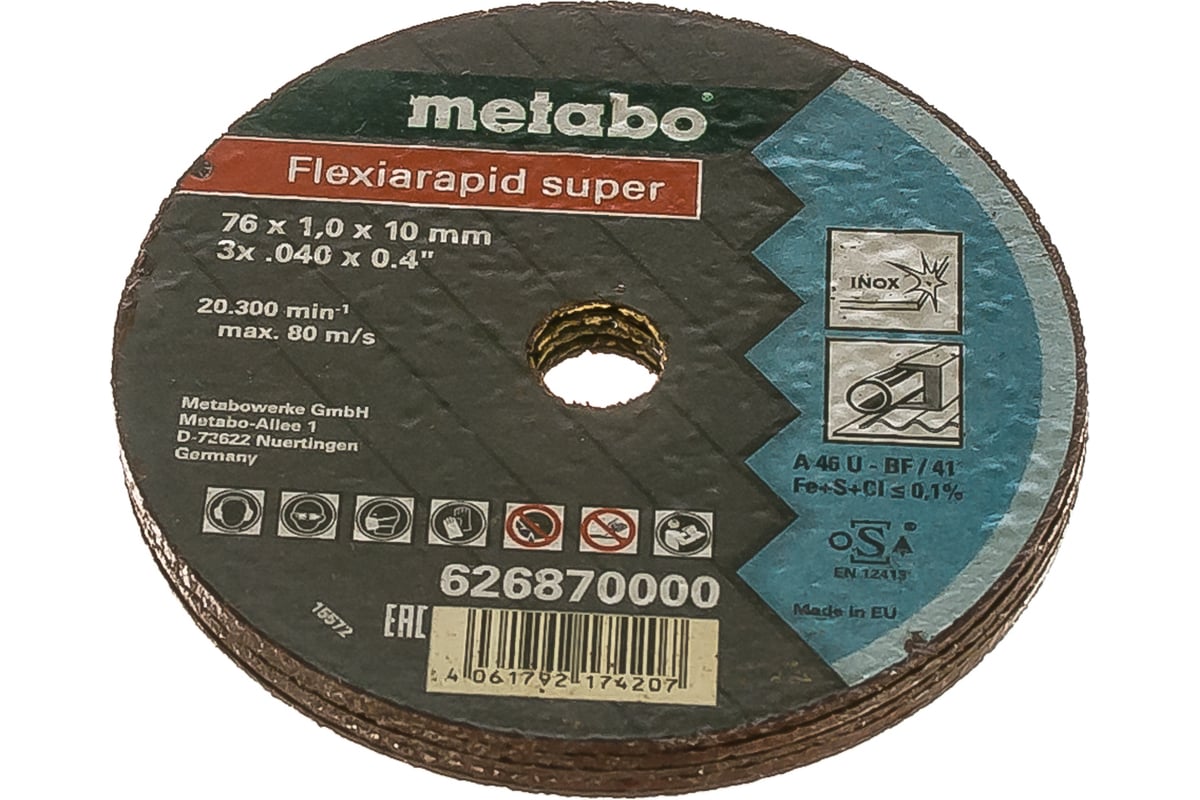 metabo
Flexiarapid super
76 x 1,0 x 10 mm
3x .040 x 0.4"
20.300 min-¹
max. 80 m/s
Metabowerke GmbH
Metabo-Allee 1
D-72622 Nuertingen
Germany
626870000
15572
EAC
4 061792 174207
INOX
A 46 U - BF / 41
Fe+S+Cl ≤ 0,1%
OSA®
EN 12413
Made in EU